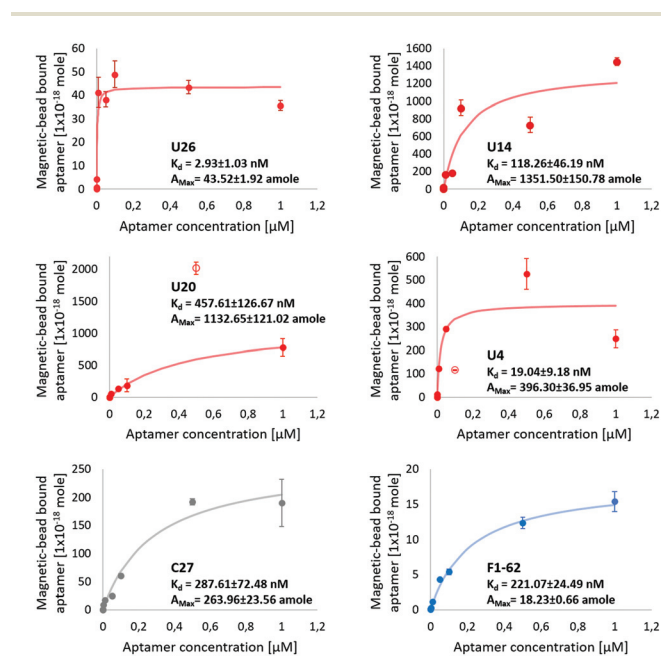 Magnetic-bead bound
aptamer [1x10⁻¹⁸ mole]
60
50
40
30
20
10
0
U26
Kd = 2.93±1.03 nM
AMax= 43.52±1.92 amole
0 0,2 0,4 0,6 0,8 1 1,2
Aptamer concentration [µM]
Magnetic-bead bound
aptamer [1x10⁻¹⁸ mole]
1600
1400
1200
1000
800
600
400
200
0
U14
Kd = 118.26±46.19 nM
AMax= 1351.50±150.78 amole
0 0,2 0,4 0,6 0,8 1 1,2
Aptamer concentration [µM]
Magnetic-bead bound
aptamer [1x10⁻¹⁸ mole]
2000
1500
1000
500
0
U20
Kd = 457.61±126.67 nM
AMax= 1132.65±121.02 amole
0 0,2 0,4 0,6 0,8 1 1,2
Aptamer concentration [µM]
Magnetic-bead bound
aptamer [1x10⁻¹⁸ mole]
600
500
400
300
200
100
0
U4
Kd = 19.04±9.18 nM
AMax= 396.30±36.95 amole
0 0,2 0,4 0,6 0,8 1 1,2
Aptamer concentration [µM]
Magnetic-bead bound
aptamer [1x10⁻¹⁸ mole]
250
200
150
100
50
0
C27
Kd = 287.61±72.48 nM
AMax= 263.96±23.56 amole
0 0,2 0,4 0,6 0,8 1 1,2
Aptamer concentration [µM]
Magnetic-bead bound
aptamer [1x10⁻¹⁸ mole]
20
15
10
5
0
F1-62
Kd = 221.07±24.49 nM
AMax= 18.23±0.66 amole
0 0,2 0,4 0,6 0,8 1 1,2
Aptamer concentration [µM]